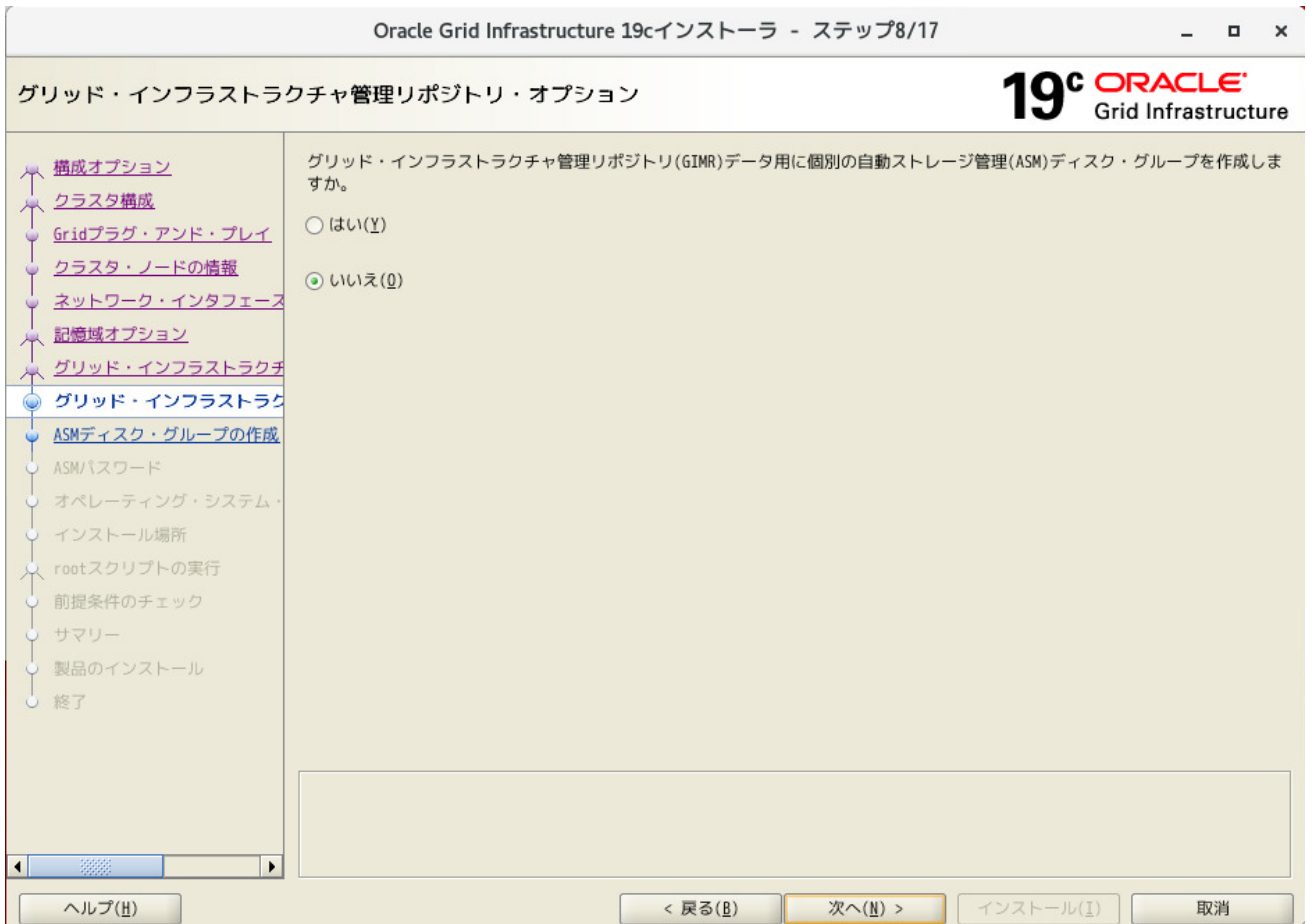 Oracle Grid Infrastructure 19cインストーラ - ステップ8/17
グリッド・インフラストラクチャ管理リポジトリ・オプション
19c ORACLE
Grid Infrastructure
構成オプション
クラスタ構成
Gridプラグ・アンド・プレイ
クラスタ・ノードの情報
ネットワーク・インタフェース
記憶域オプション
グリッド・インフラストラクチ
グリッド・インフラストラク
ASMディスク・グループの作成
ASMパスワード
オペレーティング・システム・
インストール場所
rootスクリプトの実行
前提条件のチェック
サマリー
製品のインストール
終了
グリッド・インフラストラクチャ管理リポジトリ(GIMR)データ用に個別の自動ストレージ管理(ASM)ディスク・グループを作成しま
すか。
はい(Y)
いいえ(O)
ヘルプ(H)
< 戻る(B)
次へ(N) >
インストール(I)
取消